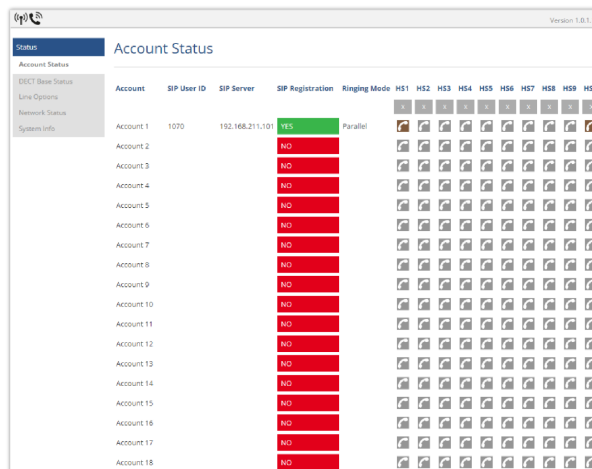 Version 1.0.1.
Status
Account Status
DECT Base Status
Line Options
Network Status
System Info
Account Status
Account SIP User ID SIP Server SIP Registration Ringing Mode HS1 HS2 HS3 HS4 HS5 HS6 HS7 HS8 HS9 HS
X X X X X X X X X
Account 1 1070 192.168.211.101 YES Parallel
Account 2 NO
Account 3 NO
Account 4 NO
Account 5 NO
Account 6 NO
Account 7 NO
Account 8 NO
Account 9 NO
Account 10 NO
Account 11 NO
Account 12 NO
Account 13 NO
Account 14 NO
Account 15 NO
Account 16 NO
Account 17 NO
Account 18 NO